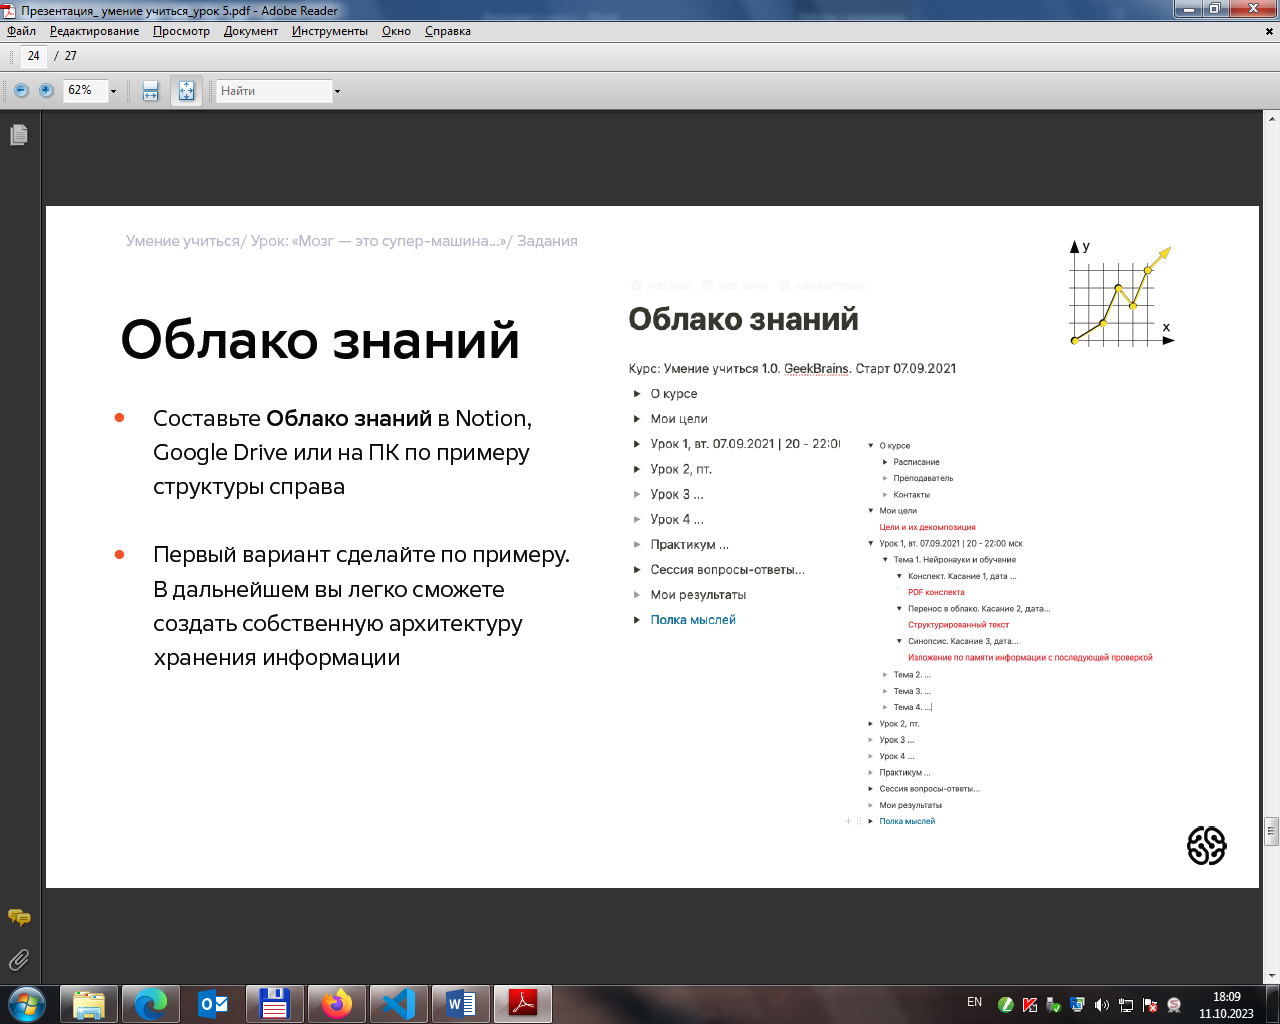 Презентация_ умение учиться_урок 5.pdf - Adobe Reader
Файл Редактирование Просмотр Документ Инструменты Окно Справка
24 / 27
62%
Найти
Умение учиться/ Урок: «Мозг — это супер-машина...»/ Задания
Облако знаний
Составьте Облако знаний в Notion,
Google Drive или на ПК по примеру
структуры справа
Первый вариант сделайте по примеру.
В дальнейшем вы легко сможете
создать собственную архитектуру
хранения информации
Add icon Add cover Add comment
Облако знаний
Курс: Умение учиться 1.0. GeekBrains. Старт 07.09.2021
О курсе
Мои цели
Урок 1, вт. 07.09.2021 | 20 - 22:00
Урок 2, пт.
Урок 3 ...
Урок 4 ...
Практикум ...
Сессия вопросы-ответы...
Мои результаты
Полка мыслей
О курсе
Расписание
Преподаватель
Контакты
Мои цели
Цели и их декомпозиция
Урок 1, вт. 07.09.2021 | 20 - 22:00 мск
Тема 1. Нейронауки и обучение
Конспект. Касание 1, дата ...
PDF конспекта
Перенос в облако. Касание 2, дата...
Структурированный текст
Синопсис. Касание 3, дата...
Изложение по памяти информации с последующей проверкой
Тема 2. ...
Тема 3. ...
Тема 4. ...
Урок 2, пт.
Урок 3 ...
Урок 4 ...
Практикум ...
Сессия вопросы-ответы...
Мои результаты
Полка мыслей
y
x
EN
18:09
11.10.2023